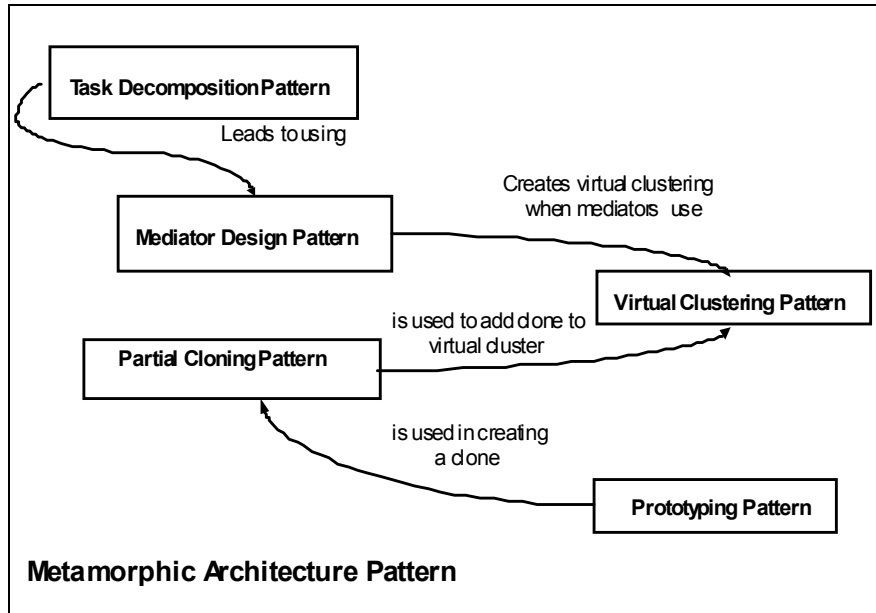 Task Decomposition Pattern
Leads to using
Mediator Design Pattern
Creates virtual clustering
when mediators use
Virtual Clustering Pattern
is used to add clone to
virtual cluster
Partial Cloning Pattern
is used in creating
a clone
Prototyping Pattern
Metamorphic Architecture Pattern